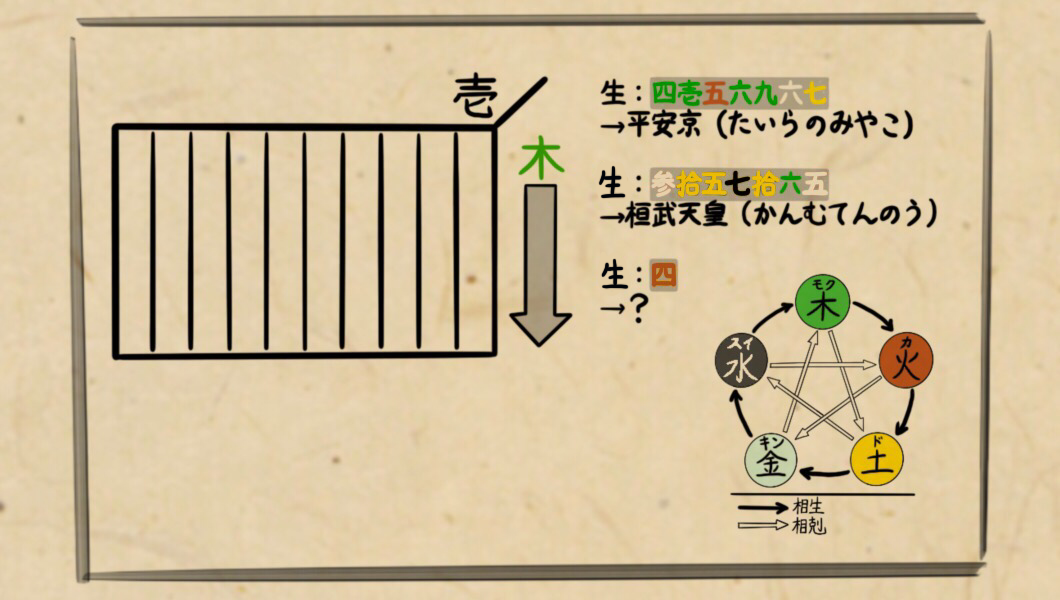 壱
木
生：四壱五六九六七
→平安京（たいらのみやこ）
生：参拾五七拾六五
→桓武天皇（かんむてんのう）
生：四
→？
モク
木
スイ
水
カ
火
キン
金
ド
土
相生
相剋